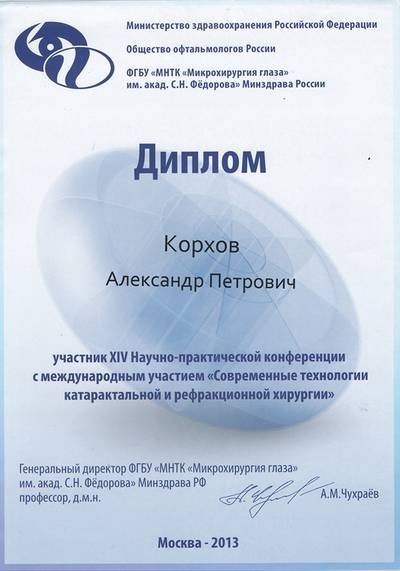 Министерство здравоохранения Российской Федерации
Общество офтальмологов России
ФГБУ «МНТК «Микрохирургия глаза»
им. акад. С.Н. Фёдорова» Минздрава России
Диплом
Корхов
Александр Петрович
участник XIV Научно-практической конференции
с международным участием «Современные технологии
катарактальной и рефракционной хирургии»
Генеральный директор ФГБУ «МНТК «Микрохирургия глаза»
им. акад. С.Н. Фёдорова» Минздрава РФ
профессор, д.м.н.
А.М.Чухраёв
Москва - 2013